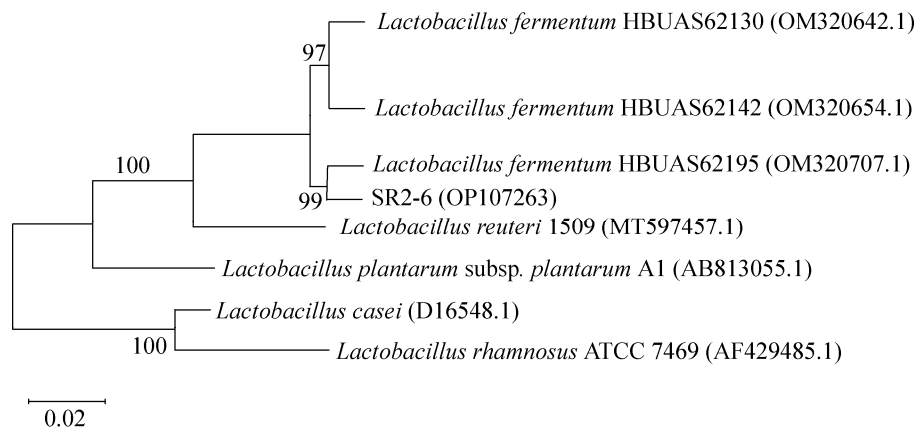 Lactobacillus fermentum HBUAS62130 (OM320642.1)
97
Lactobacillus fermentum HBUAS62142 (OM320654.1)
100
Lactobacillus fermentum HBUAS62195 (OM320707.1)
99
SR2-6 (OP107263)
Lactobacillus reuteri 1509 (MT597457.1)
Lactobacillus plantarum subsp. plantarum A1 (AB813055.1)
Lactobacillus casei (D16548.1)
100
Lactobacillus rhamnosus ATCC 7469 (AF429485.1)
0.02